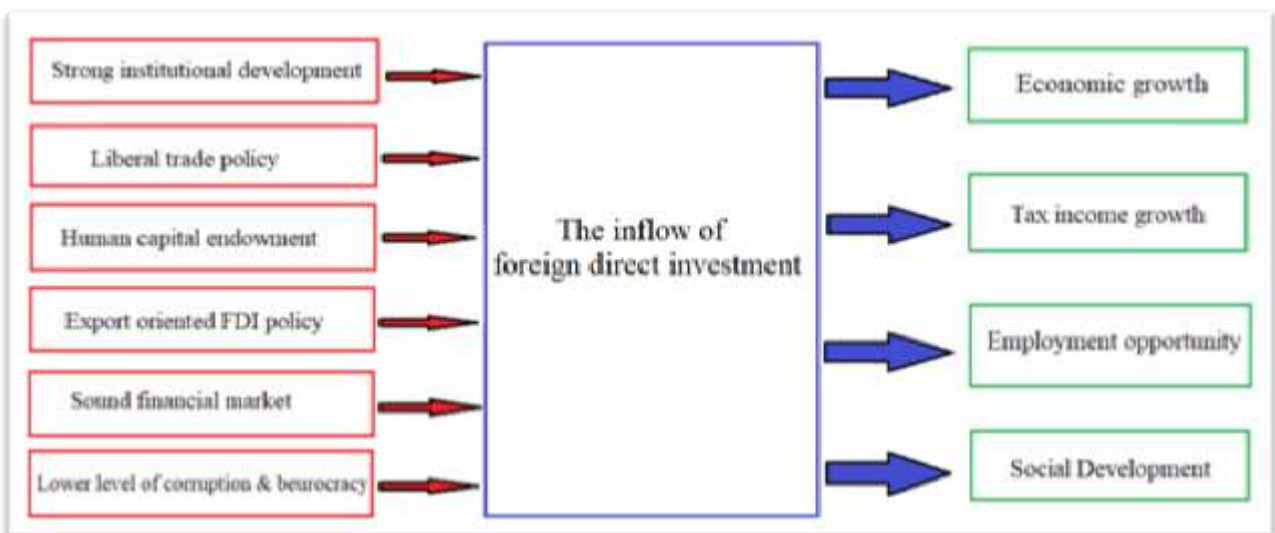 Strong institutional development
Liberal trade policy
Human capital endowment
Export oriented FDI policy
Sound financial market
Lower level of corruption & beurocracy
The inflow of
foreign direct investment
Economic growth
Tax income growth
Employment opportunity
Social Development